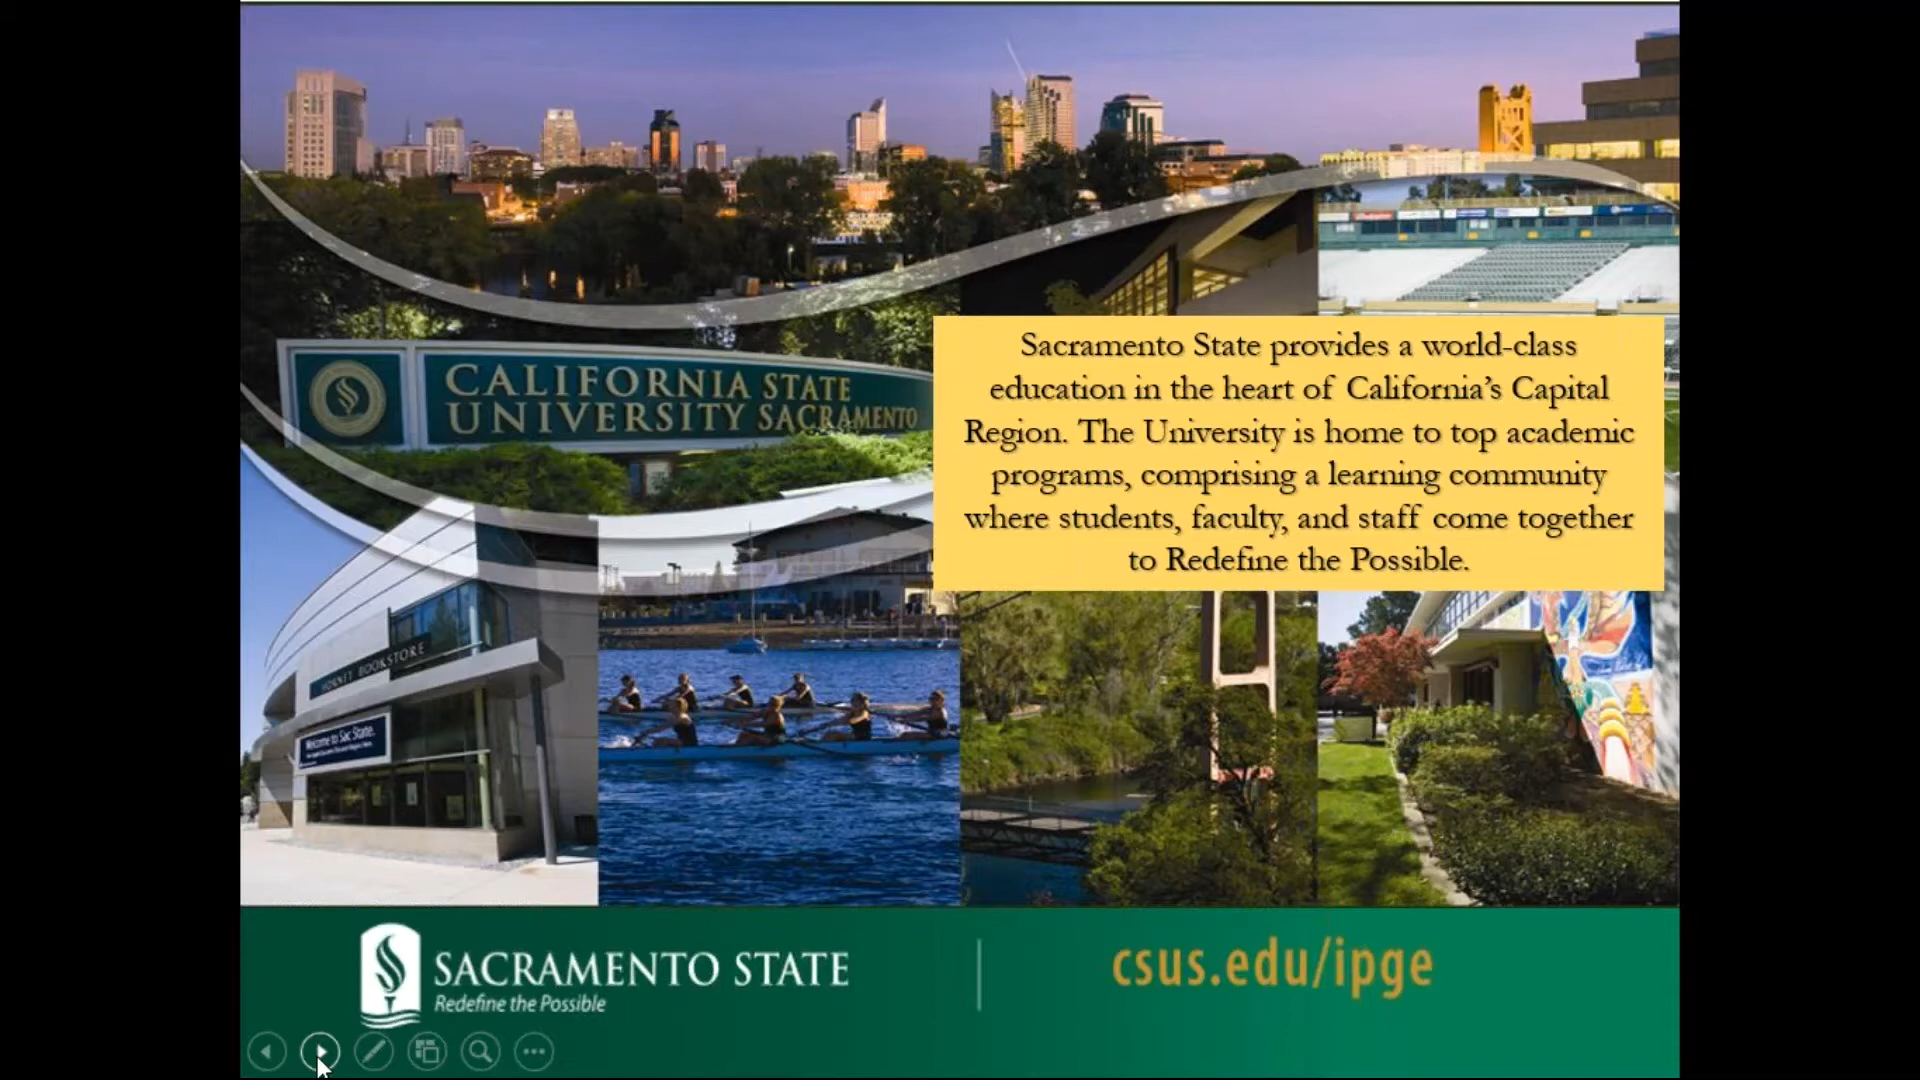 CALIFORNIA STATE
UNIVERSITY SACRAMENTO
Sacramento State provides a world-class
education in the heart of California's Capital
Region. The University is home to top academic
programs, comprising a learning community
where students, faculty, and staff come together
to Redefine the Possible.
HORNET BOOKSTORE
Welcome to Sac State.
SACRAMENTO STATE
Redefine the Possible
csus.edu/ipge